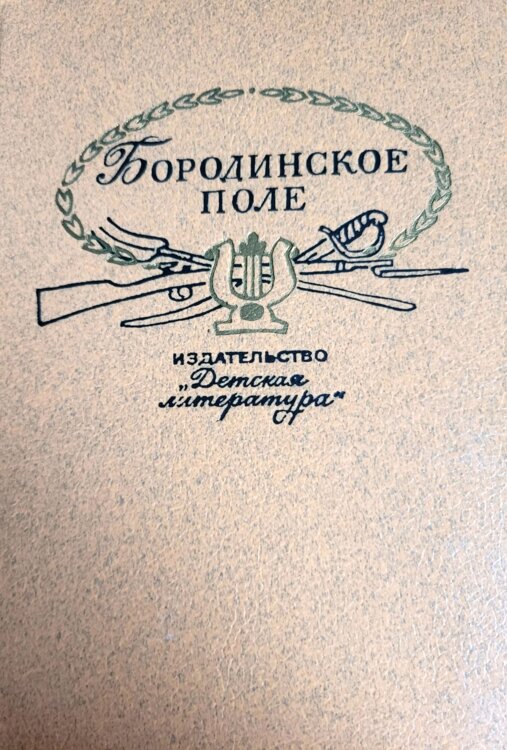 Бородинское
поле
издательство
„Детская
литература“